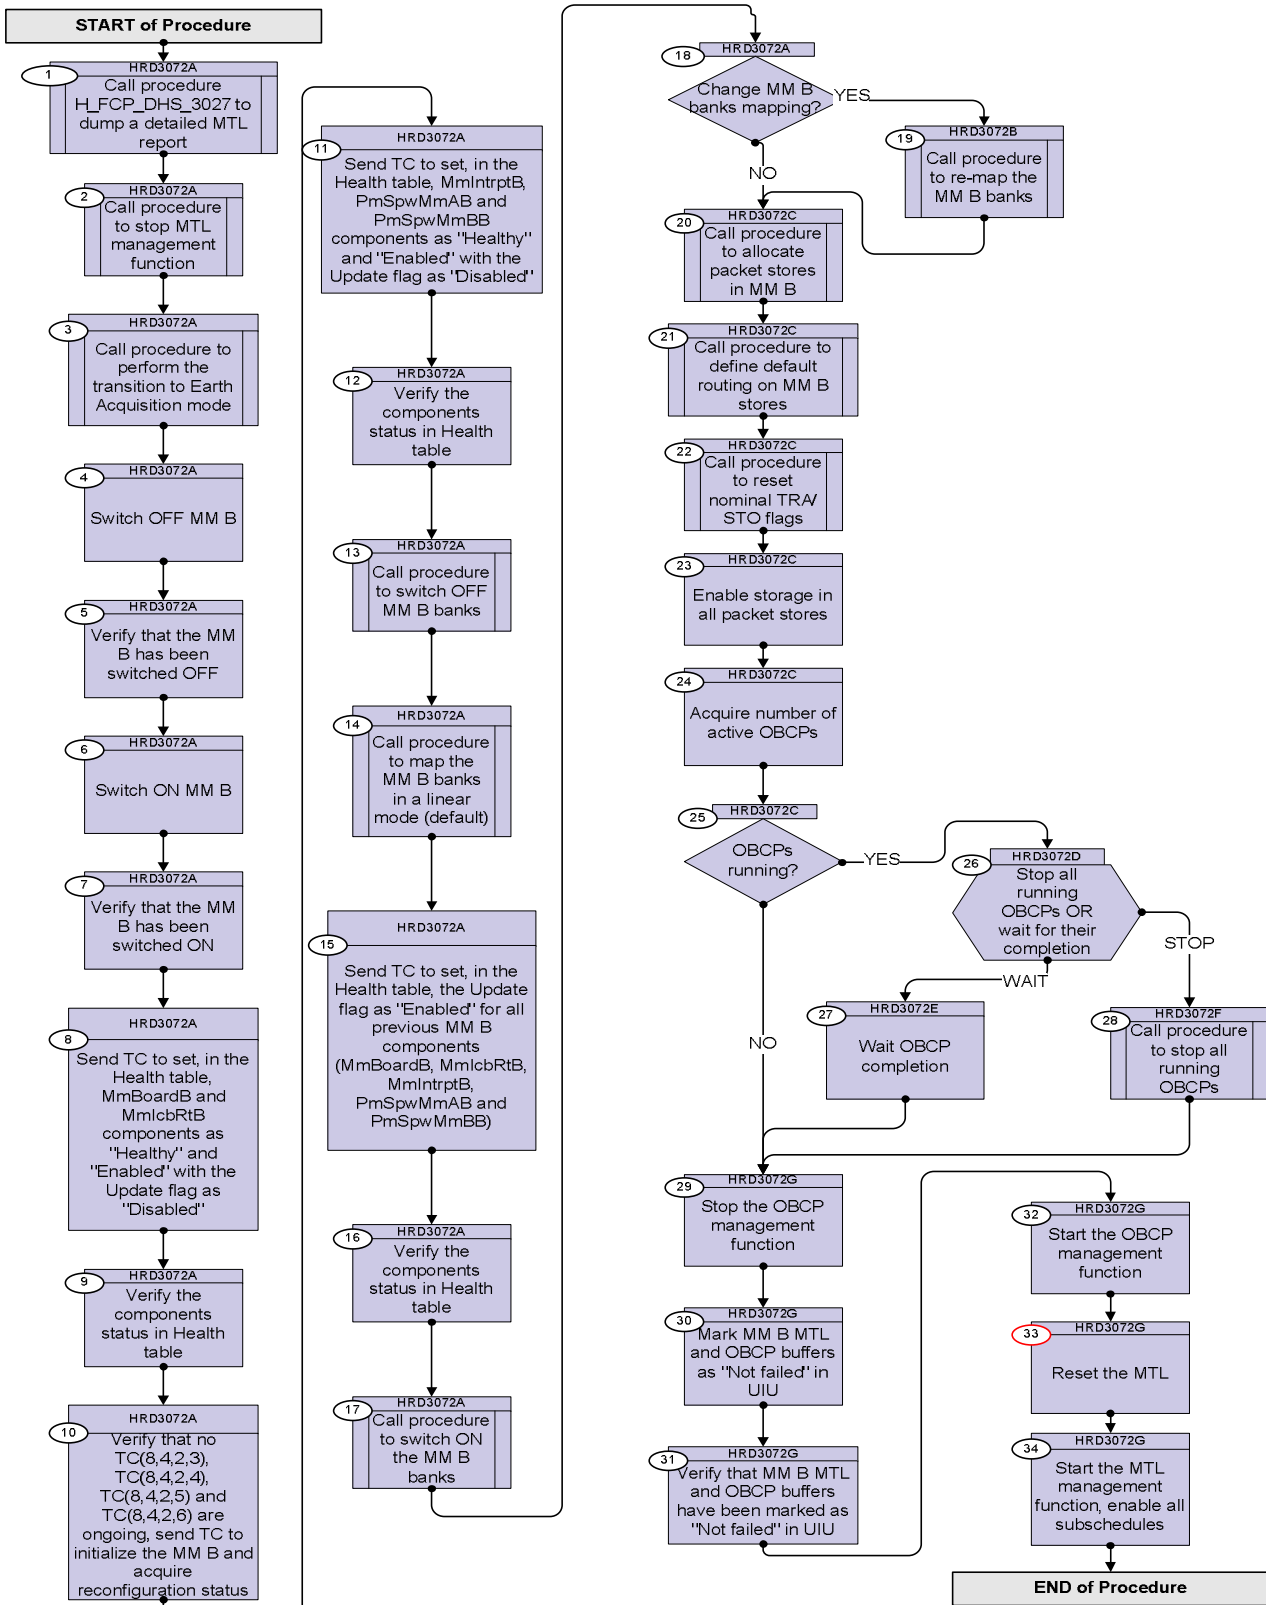 START of Procedure
HRD3072A
1
Call procedure
H_FCP_DHS_3027 to
dump a detailed MTL
report
HRD3072A
2
Call procedure
to stop MTL
management
function
HRD3072A
3
Call procedure to
perform the
transition to Earth
Acquisition mode
HRD3072A
4
Switch OFF MM B
HRD3072A
5
Verify that the MM
B has been
switched OFF
HRD3072A
6
Switch ON MM B
HRD3072A
7
Verify that the MM
B has been
switched ON
HRD3072A
8
Send TC to set, in the
Health table,
MmBoardB and
MmIcbRtB
components as
"Healthy" and
"Enabled" with the
Update flag as
"Disabled"
HRD3072A
9
Verify the
components
status in Health
table
HRD3072A
10
Verify that no
TC(8,4,2,3),
TC(8,4,2,4),
TC(8,4,2,5) and
TC(8,4,2,6) are
ongoing, send TC to
initialize the MM B and
acquire
reconfiguration status
HRD3072A
11
Send TC to set, in the
Health table, MmIntrptB,
PmSpwMmAB and
PmSpwMmBB
components as "Healthy"
and "Enabled" with the
Update flag as "Disabled"
HRD3072A
12
Verify the
components
status in Health
table
HRD3072A
13
Call procedure
to switch OFF
MM B banks
HRD3072A
14
Call procedure
to map the
MM B banks
in a linear
mode (default)
HRD3072A
15
Send TC to set, in the
Health table, the Update
flag as "Enabled" for all
previous MM B
components
(MmBoardB, MmIcbRtB,
MmIntrptB,
PmSpwMmAB and
PmSpwMmBB)
HRD3072A
16
Verify the
components
status in Health
table
HRD3072A
17
Call procedure
to switch ON
the MM B
banks
HRD3072A
18
Change MM B
banks mapping?
YES
NO
HRD3072B
19
Call procedure
to re-map the
MM B banks
HRD3072C
20
Call procedure
to allocate
packet stores
in MM B
HRD3072C
21
Call procedure to
define default
routing on MM B
stores
HRD3072C
22
Call procedure
to reset
nominal TRA/
STO flags
HRD3072C
23
Enable storage in
all packet stores
HRD3072C
24
Acquire number of
active OBCPs
HRD3072C
25
OBCPs
running?
YES
NO
HRD3072D
26
Stop all
running
OBCPs OR
wait for their
completion
WAIT
STOP
HRD3072E
27
Wait OBCP
completion
HRD3072F
28
Call procedure
to stop all
running
OBCPs
HRD3072G
29
Stop the OBCP
management
function
HRD3072G
30
Mark MM B MTL
and OBCP buffers
as "Not failed" in
UIU
HRD3072G
31
Verify that MM B MTL
and OBCP buffers
have been marked as
"Not failed" in UIU
HRD3072G
32
Start the OBCP
management
function
HRD3072G
33
Reset the MTL
HRD3072G
34
Start the MTL
management
function, enable all
subschedules
END of Procedure